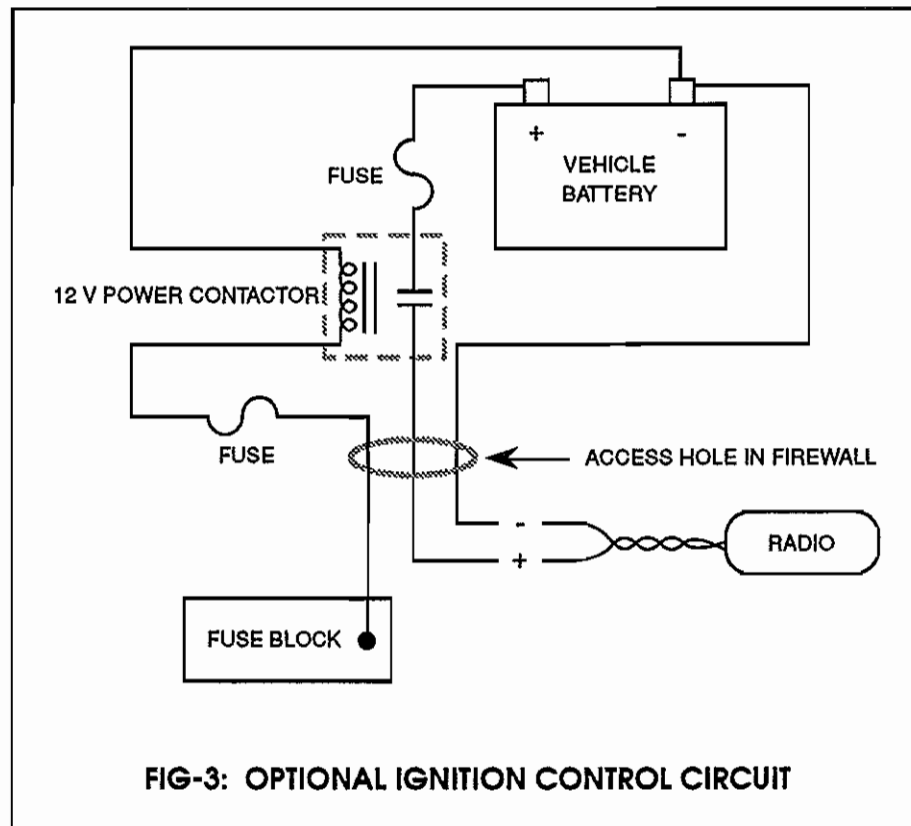 +
-
VEHICLE
BATTERY
FUSE
12 V POWER CONTACTOR
FUSE
ACCESS HOLE IN FIREWALL
-
+
RADIO
FUSE BLOCK
FIG-3: OPTIONAL IGNITION CONTROL CIRCUIT